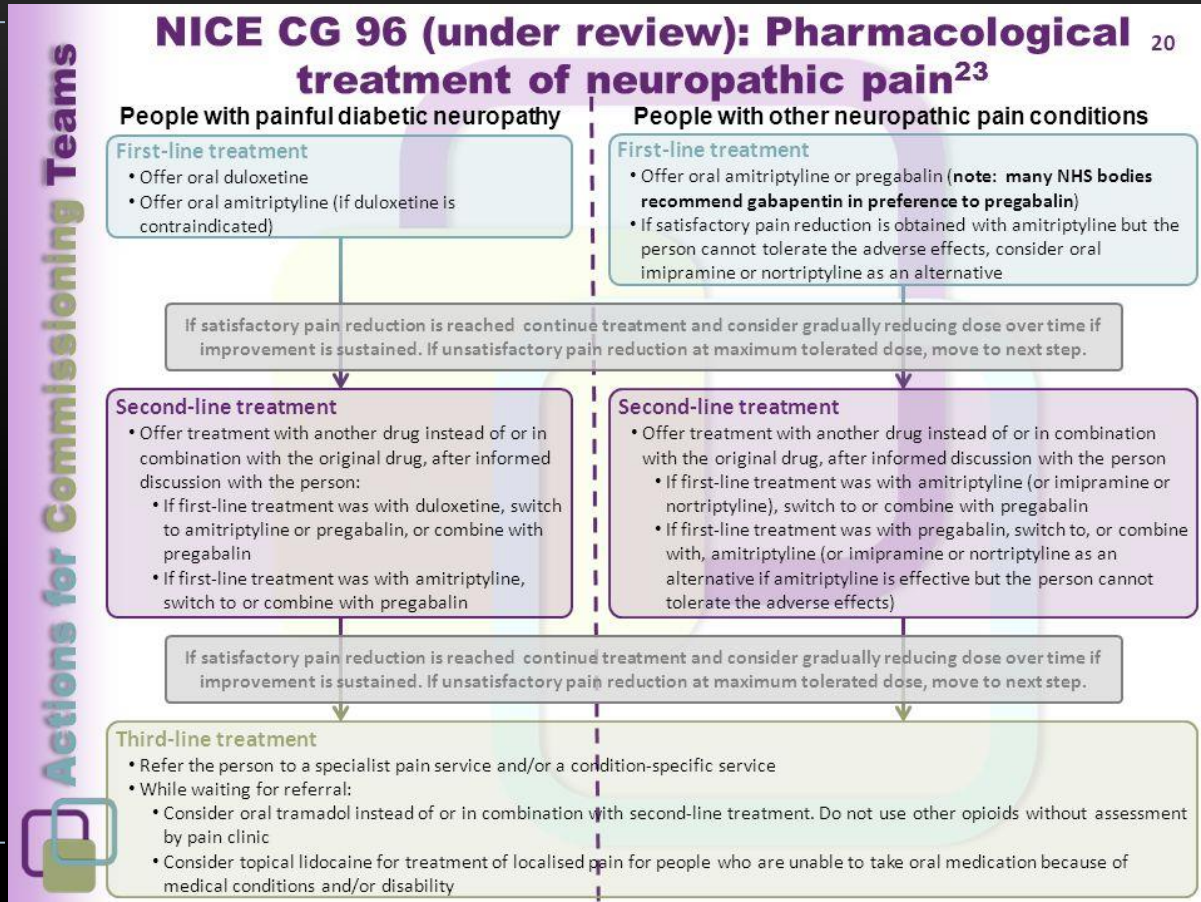 NICE CG 96 (under review): Pharmacological
treatment of neuropathic pain23
20
Actions for Commissioning Teams
People with painful diabetic neuropathy
First-line treatment
• Offer oral duloxetine
• Offer oral amitriptyline (if duloxetine is
contraindicated)
People with other neuropathic pain conditions
First-line treatment
• Offer oral amitriptyline or pregabalin (note: many NHS bodies
recommend gabapentin in preference to pregabalin)
• If satisfactory pain reduction is obtained with amitriptyline but the
person cannot tolerate the adverse effects, consider oral
imipramine or nortriptyline as an alternative
If satisfactory pain reduction is reached continue treatment and consider gradually reducing dose over time if
improvement is sustained. If unsatisfactory pain reduction at maximum tolerated dose, move to next step.
Second-line treatment
• Offer treatment with another drug instead of or in
combination with the original drug, after informed
discussion with the person:
• If first-line treatment was with duloxetine, switch
to amitriptyline or pregabalin, or combine with
pregabalin
• If first-line treatment was with amitriptyline,
switch to or combine with pregabalin
Second-line treatment
• Offer treatment with another drug instead of or in combination
with the original drug, after informed discussion with the person
• If first-line treatment was with amitriptyline (or imipramine or
nortriptyline), switch to or combine with pregabalin
• If first-line treatment was with pregabalin, switch to, or combine
with, amitriptyline (or imipramine or nortriptyline as an
alternative if amitriptyline is effective but the person cannot
tolerate the adverse effects)
If satisfactory pain reduction is reached continue treatment and consider gradually reducing dose over time if
improvement is sustained. If unsatisfactory pain reduction at maximum tolerated dose, move to next step.
Third-line treatment
• Refer the person to a specialist pain service and/or a condition-specific service
• While waiting for referral:
• Consider oral tramadol instead of or in combination with second-line treatment. Do not use other opioids without assessment
by pain clinic
• Consider topical lidocaine for treatment of localised pain for people who are unable to take oral medication because of
medical conditions and/or disability